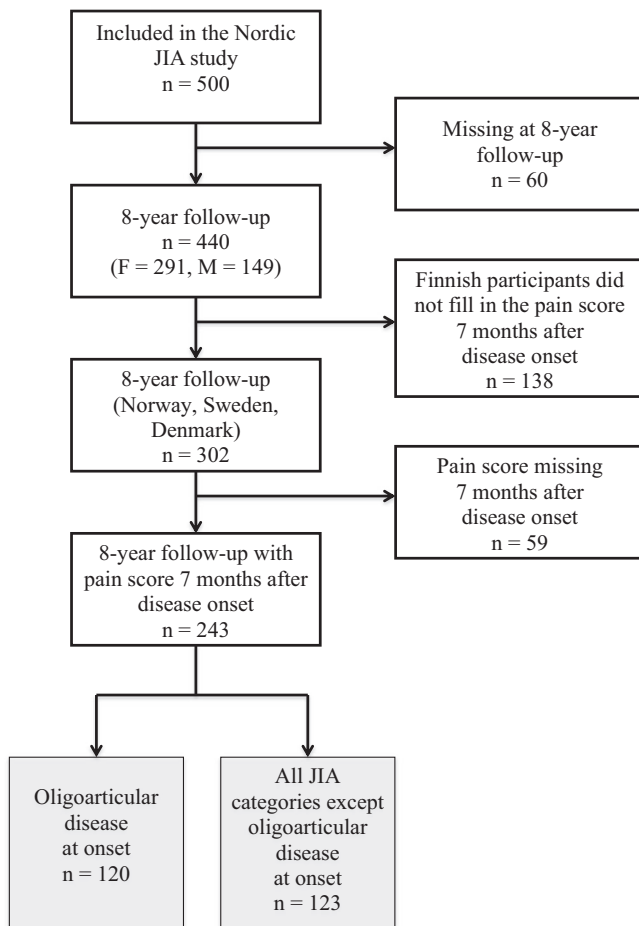 Included in the Nordic
JIA study
n = 500
Missing at 8-year
follow-up
n = 60
8-year follow-up
n = 440
(F = 291, M = 149)
Finnish participants did
not fill in the pain score
7 months after
disease onset
n = 138
8-year follow-up
(Norway, Sweden,
Denmark)
n = 302
Pain score missing
7 months after
disease onset
n = 59
8-year follow-up with
pain score 7 months after
disease onset
n = 243
Oligoarticular
disease
at onset
n = 120
All JIA
categories except
oligoarticular
disease
at onset
n = 123